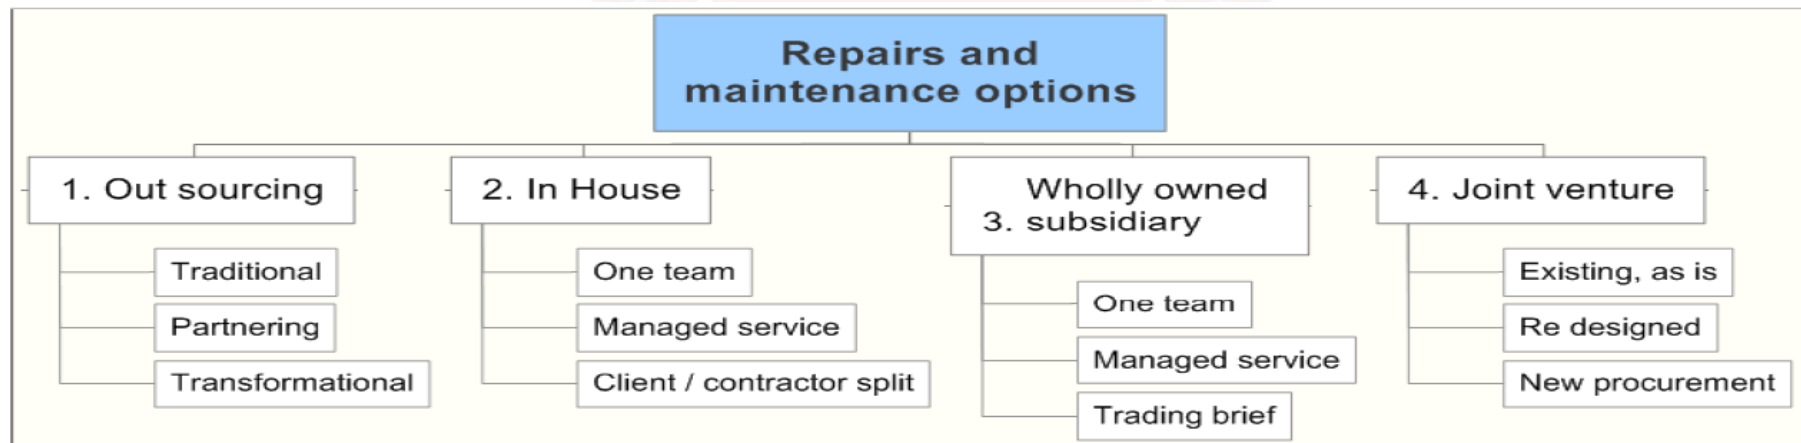 Repairs and
maintenance options
1. Out sourcing
Traditional
Partnering
Transformational
2. In House
One team
Managed service
Client / contractor split
Wholly owned
3. subsidiary
One team
Managed service
Trading brief
4. Joint venture
Existing, as is
Re designed
New procurement